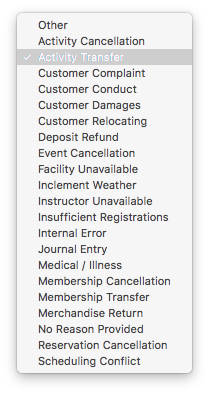 Other
Activity Cancellation
✓ Activity Transfer
Customer Complaint
Customer Conduct
Customer Damages
Customer Relocating
Deposit Refund
Event Cancellation
Facility Unavailable
Inclement Weather
Instructor Unavailable
Insufficient Registrations
Internal Error
Journal Entry
Medical / Illness
Membership Cancellation
Membership Transfer
Merchandise Return
No Reason Provided
Reservation Cancellation
Scheduling Conflict